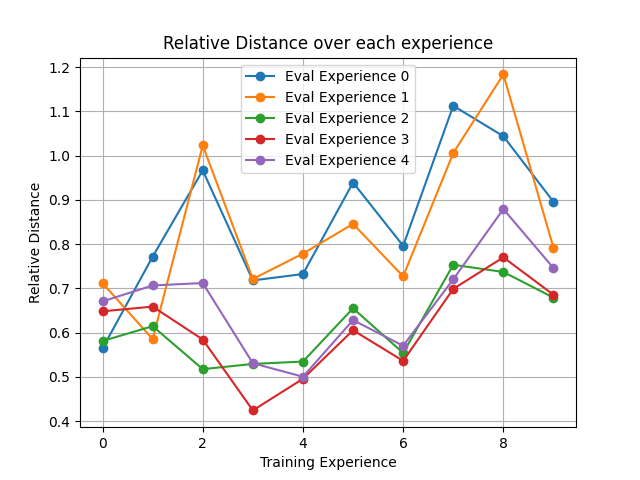 Relative Distance over each experience
1.2
1.1
1.0
0.9
0.8
0.7
0.6
0.5
0.4
Relative Distance
Eval Experience 0
Eval Experience 1
Eval Experience 2
Eval Experience 3
Eval Experience 4
0 2 4 6 8
Training Experience